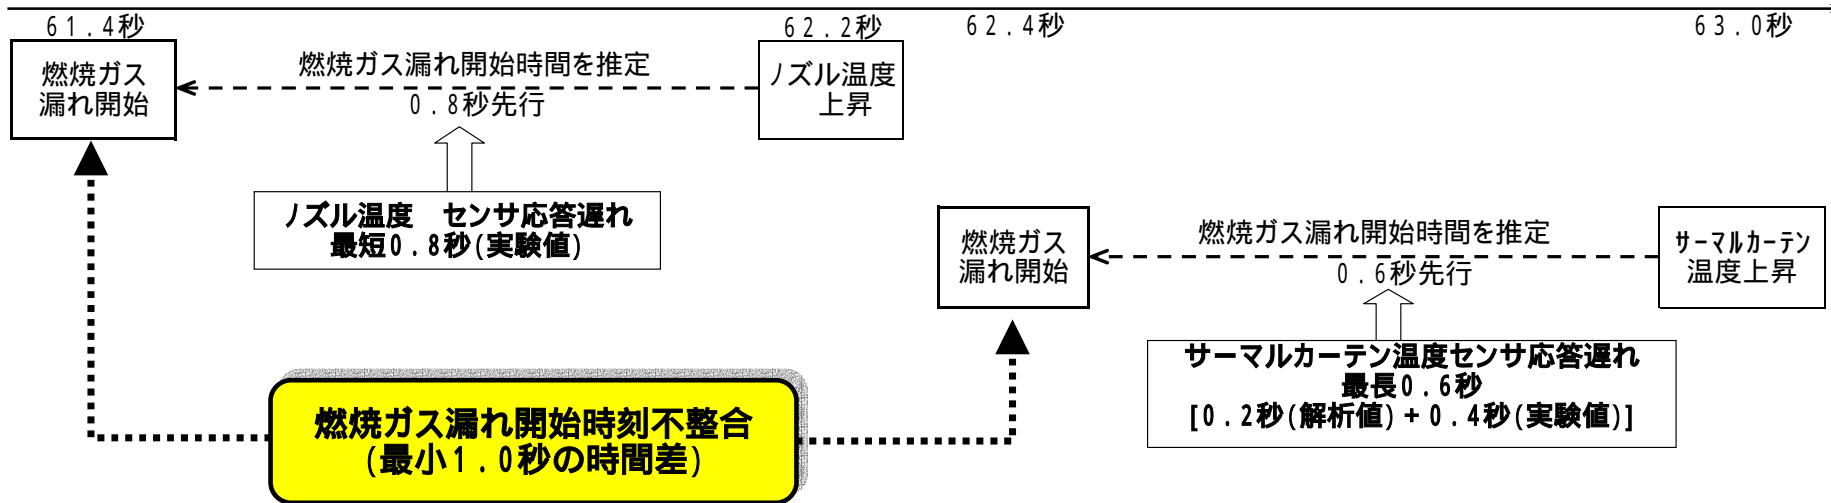 61.4秒
62.2秒
62.4秒
63.0秒
燃焼ガス
漏れ開始
燃焼ガス漏れ開始時間を推定
0.8秒先行
ノズル温度
上昇
ノズル温度　センサ応答遅れ
最短0.8秒(実験値)
燃焼ガス
漏れ開始
燃焼ガス漏れ開始時間を推定
0.6秒先行
サーマルカーテン
温度上昇
サーマルカーテン温度センサ応答遅れ
最長0.6秒
[0.2秒(解析値)+0.4秒(実験値)]
燃焼ガス漏れ開始時刻不整合
(最小1.0秒の時間差)